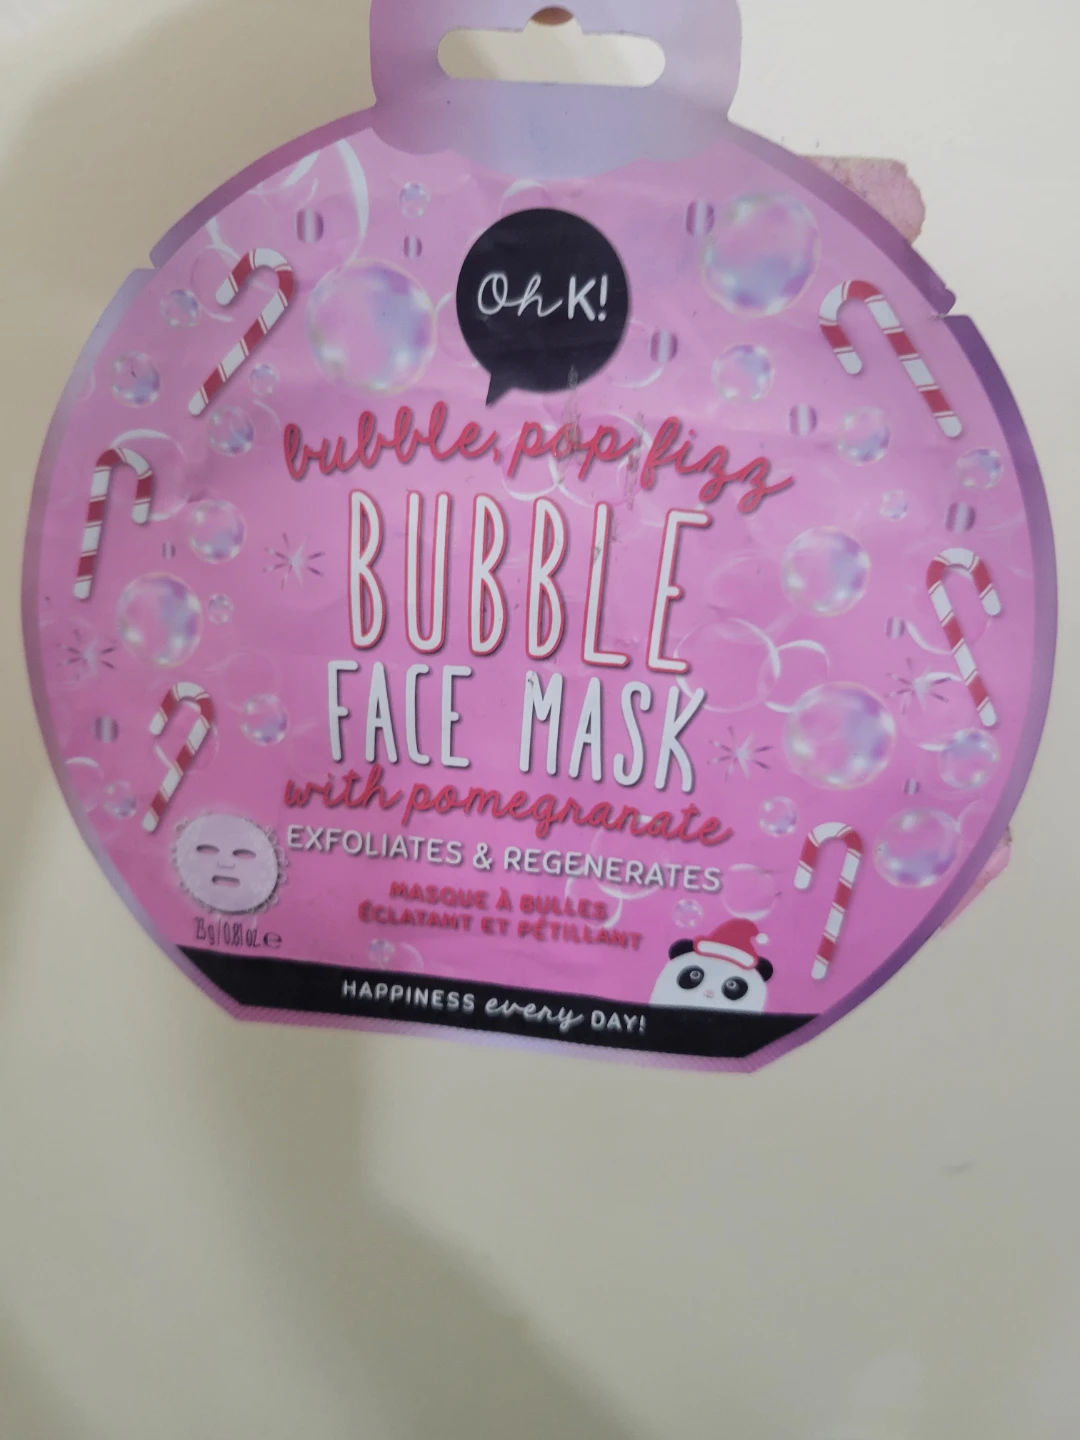 Oh K!
bubble, pop, fizz
BUBBLE
FACE MASK
with pomegranate
EXFOLIATES & REGENERATES
MASQUE À BULLES
ÉCLATANT ET PÉTILLANT
23g/0.81 oz. ℮
HAPPINESS every DAY!